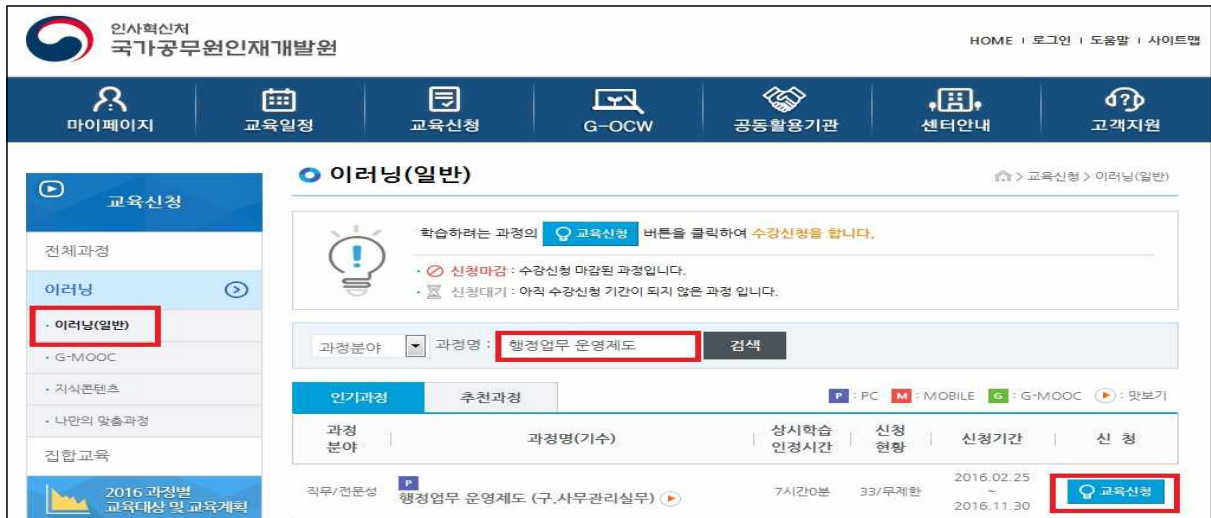 인사혁신처
국가공무원인재개발원
HOME | 로그인 | 도움말 | 사이트맵
마이페이지 교육일정 교육신청 G-OCW 공동활용기관 센터안내 고객지원
교육신청
전체과정
이러닝
· 이러닝(일반)
· G-MOOC
· 지식콘텐츠
· 나만의 맞춤과정
집합교육
2016 과정별
교육대상 및 교육계획
이러닝(일반)
> 교육신청 > 이러닝(일반)
학습하려는 과정의 교육신청 버튼을 클릭하여 수강신청을 합니다.
· 신청마감 : 수강신청 마감된 과정입니다.
· 신청대기 : 아직 수강신청 기간이 되지 않은 과정 입니다.
과정분야 과정명 : 행정업무 운영제도 검색
인기과정 추천과정 P : PC M : MOBILE G : G-MOOC : 맛보기
과정 분야 과정명(기수) 상시학습 인정시간 신청 현황 신청기간 신 청
직무/전문성 P 행정업무 운영제도 (구.사무관리실무) 7시간0분 33/무제한 2016.02.25 ~ 2016.11.30 교육신청